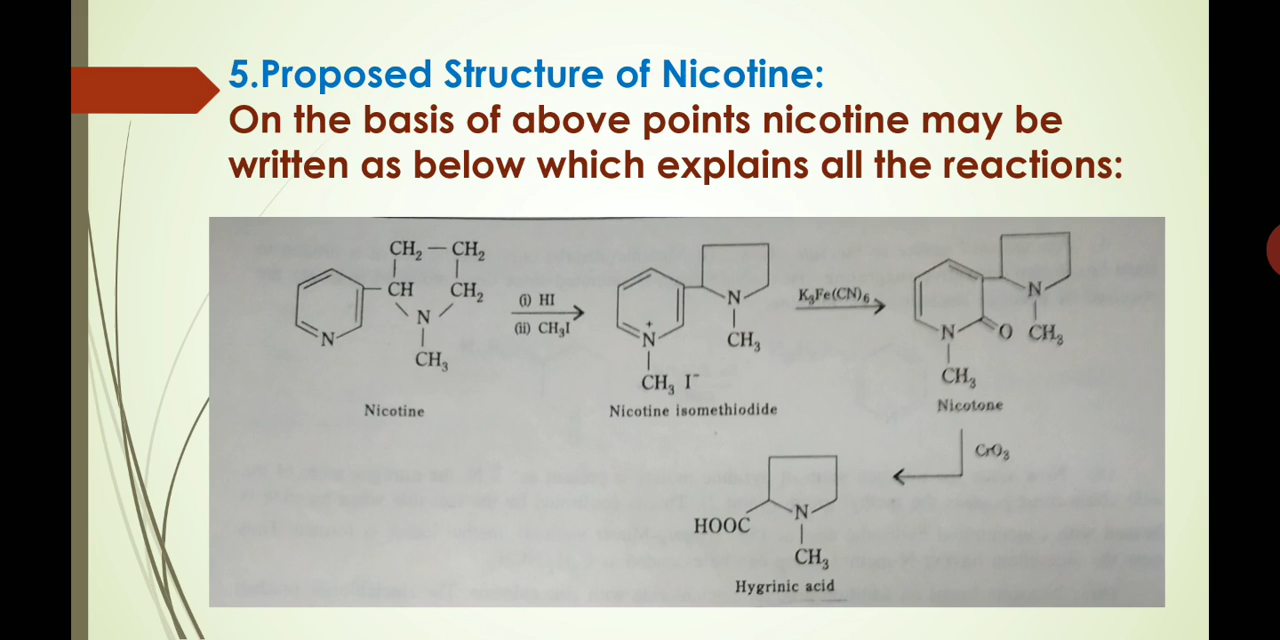 5.Proposed Structure of Nicotine:
On the basis of above points nicotine may be
written as below which explains all the reactions:
CH₂ — CH₂
CH CH₂
N
N
CH₃
Nicotine
(i) HI
(ii) CH₃I
N
N⁺
CH₃
CH₃ I⁻
Nicotine isomethiodide
K₃Fe(CN)₆
N
N
O
CH₃
CH₃
Nicotone
CrO₃
HOOC
N
CH₃
Hygrinic acid